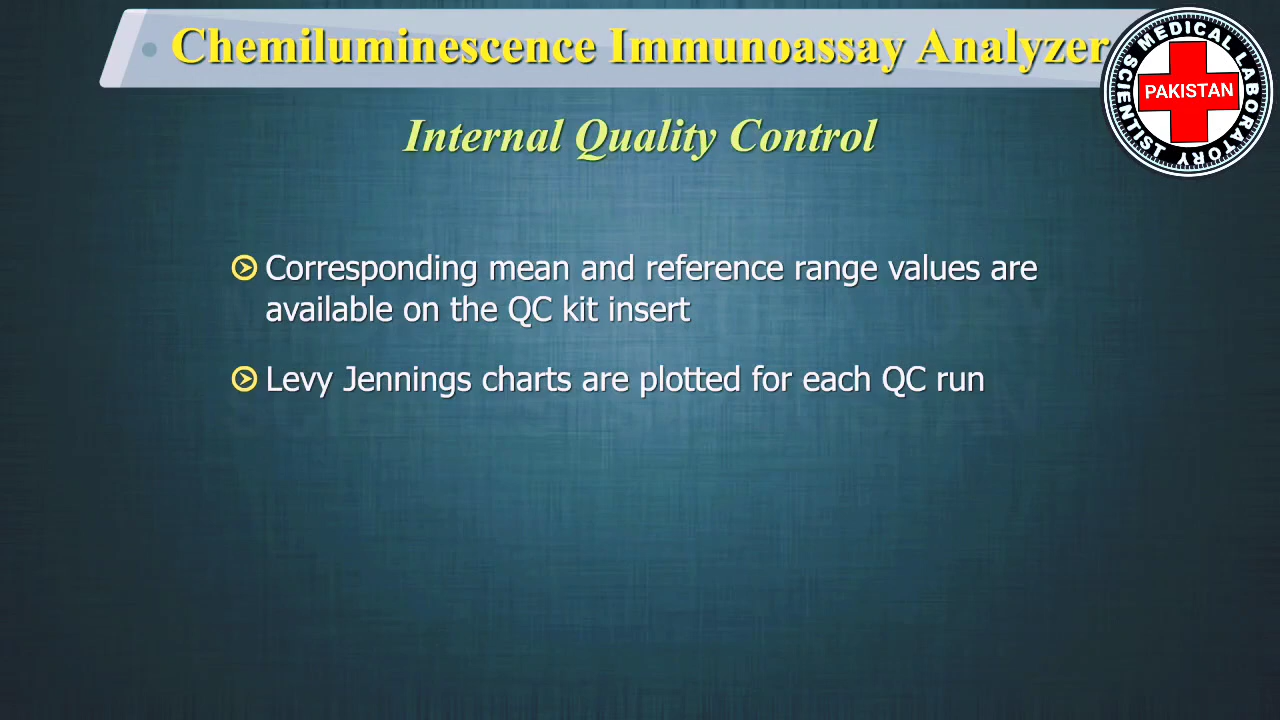 Chemiluminescence Immunoassay Analyzer
MEDICAL LABORATORY SCIENTIST
PAKISTAN
Internal Quality Control
Corresponding mean and reference range values are
available on the QC kit insert
Levy Jennings charts are plotted for each QC run